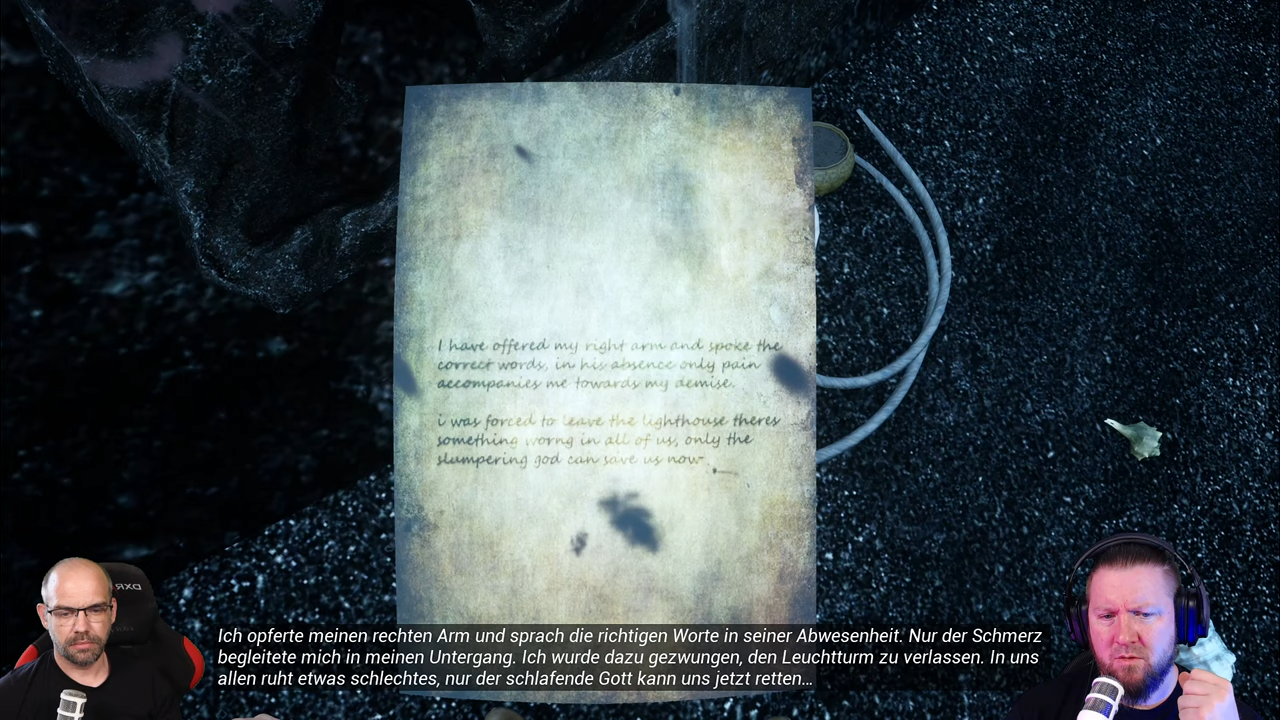 I have offered my right arm and spoke the
correct words, in his absence only pain
accompanies me towards my demise.
i was forced to leave the lighthouse theres
something worng in all of us, only the
slumpering god can save us now
Ich opferte meinen rechten Arm und sprach die richtigen Worte in seiner Abwesenheit. Nur der Schmerz
begleitete mich in meinen Untergang. Ich wurde dazu gezwungen, den Leuchtturm zu verlassen. In uns
allen ruht etwas schlechtes, nur der schlafende Gott kann uns jetzt retten...